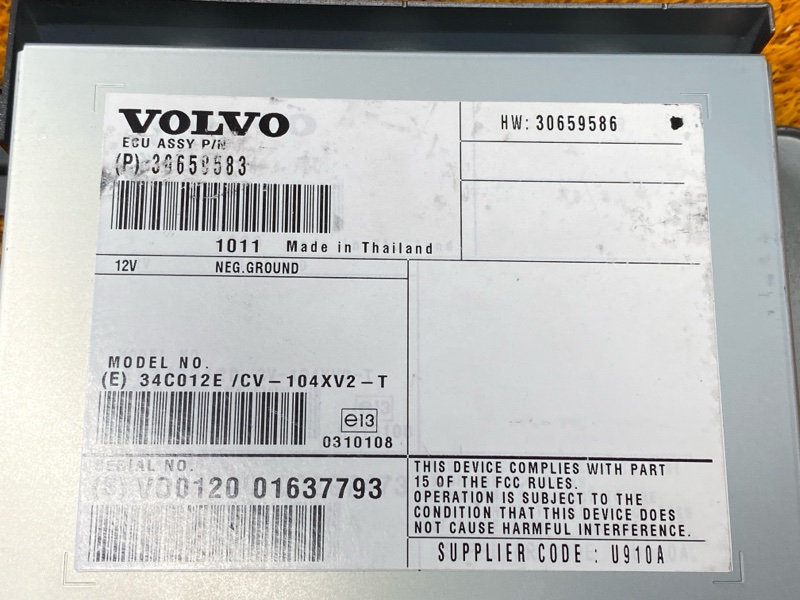 VOLVO
ECU ASSY P/N
(P) 30659583
HW: 30659586
1011 Made in Thailand
12V NEG.GROUND
MODEL NO.
(E) 34C012E /CV-104XV2-T
e13
0310108
SERIAL NO.
(S) VO0120 01637793
THIS DEVICE COMPLIES WITH PART
15 OF THE FCC RULES.
OPERATION IS SUBJECT TO THE
CONDITION THAT THIS DEVICE DOES
NOT CAUSE HARMFUL INTERFERENCE.
SUPPLIER CODE : U910A